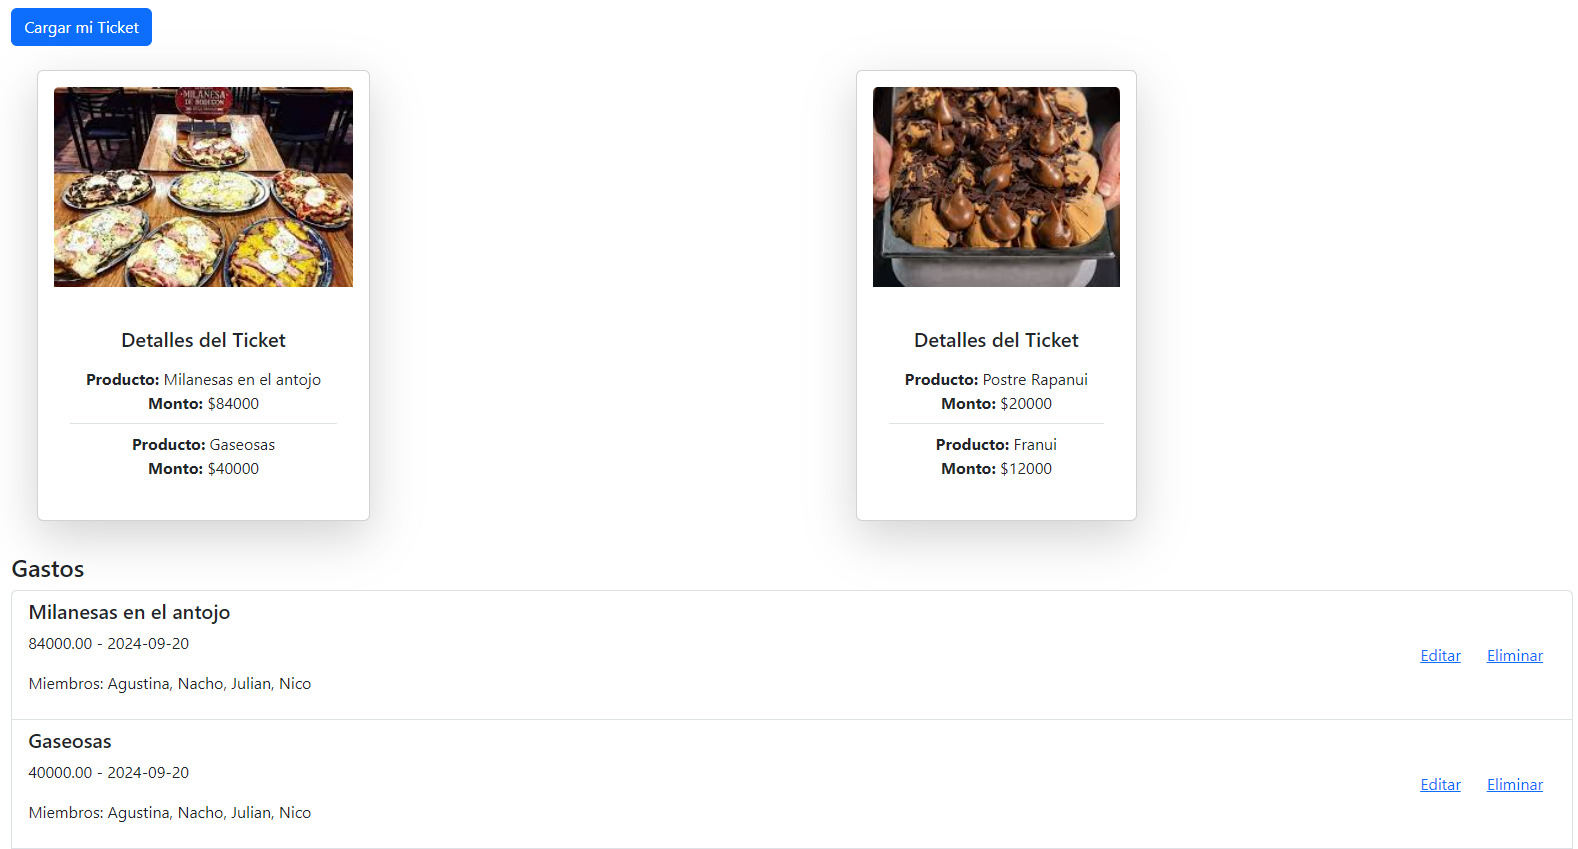 Cargar mi Ticket
MILANESA
DE BODEGON
Detalles del Ticket
Producto: Milanesas en el antojo
Monto: $84000
Producto: Gaseosas
Monto: $40000
Detalles del Ticket
Producto: Postre Rapanui
Monto: $20000
Producto: Franui
Monto: $12000
Gastos
Milanesas en el antojo
84000.00 - 2024-09-20
Miembros: Agustina, Nacho, Julian, Nico
Editar Eliminar
Gaseosas
40000.00 - 2024-09-20
Miembros: Agustina, Nacho, Julian, Nico
Editar Eliminar